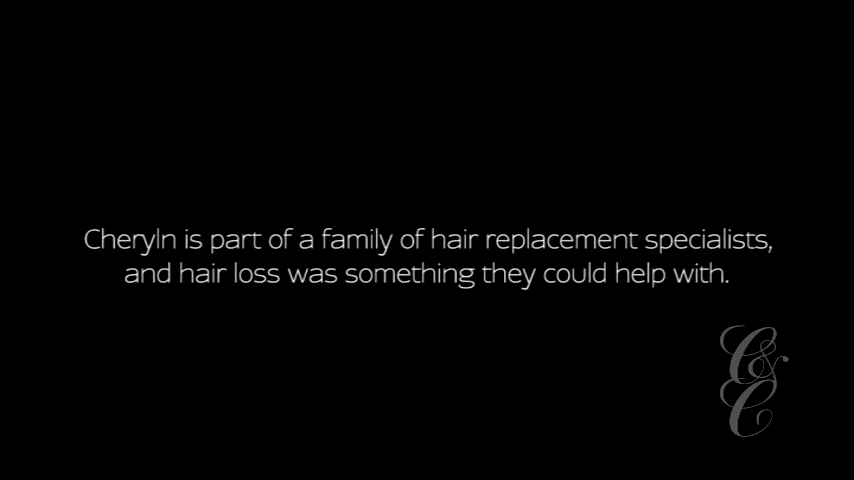 Cheryln is part of a family of hair replacement specialists,
and hair loss was something they could help with.
C&C